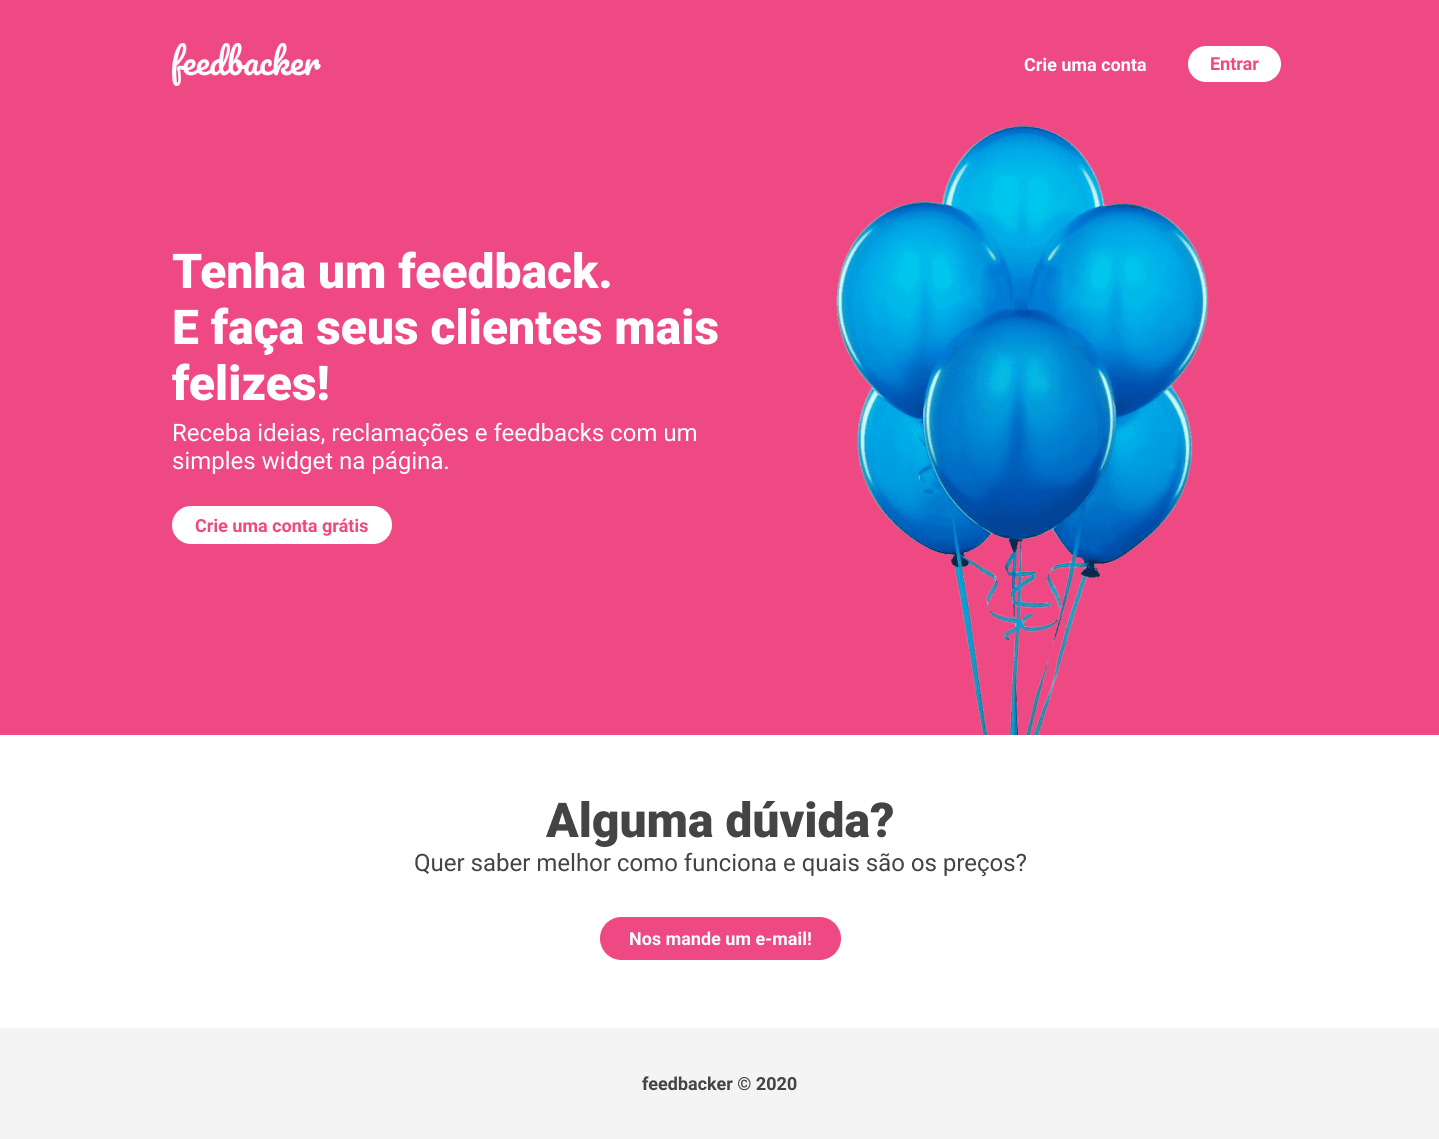 feedbacker
Crie uma conta
Entrar
Tenha um feedback.
E faça seus clientes mais
felizes!
Receba ideias, reclamações e feedbacks com um
simples widget na página.
Crie uma conta grátis
Alguma dúvida?
Quer saber melhor como funciona e quais são os preços?
Nos mande um e-mail!
feedbacker © 2020